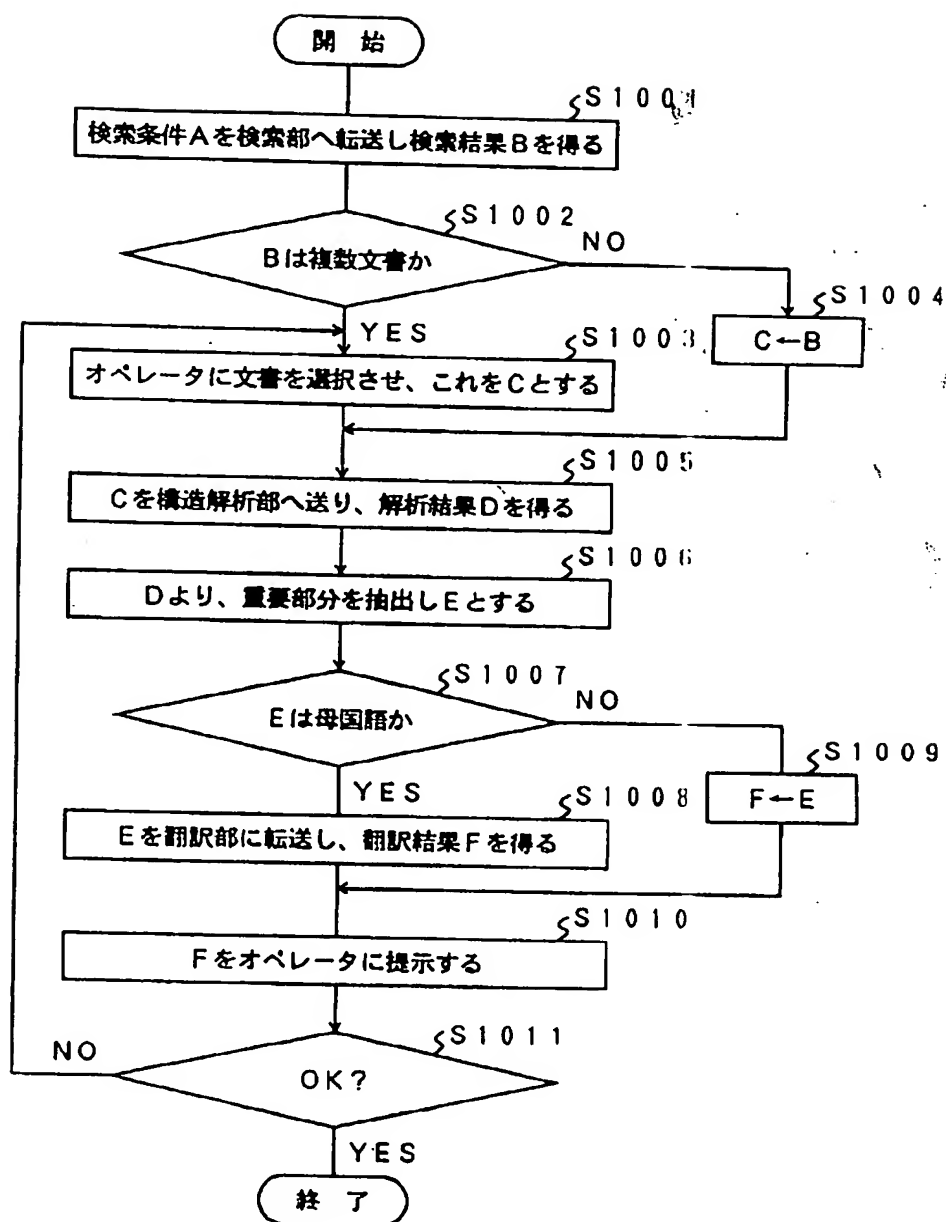 開 始
S1001
検索条件Aを検索部へ転送し検索結果Bを得る
S1002
Bは複数文書か
NO
YES
S1003
S1004
C←B
オペレータに文書を選択させ、これをCとする
S1005
Cを構造解析部へ送り、解析結果Dを得る
S1006
Dより、重要部分を抽出しEとする
S1007
Eは母国語か
NO
YES
S1008
S1009
F←E
Eを翻訳部に転送し、翻訳結果Fを得る
S1010
Fをオペレータに提示する
S1011
NO
OK?
YES
終 了